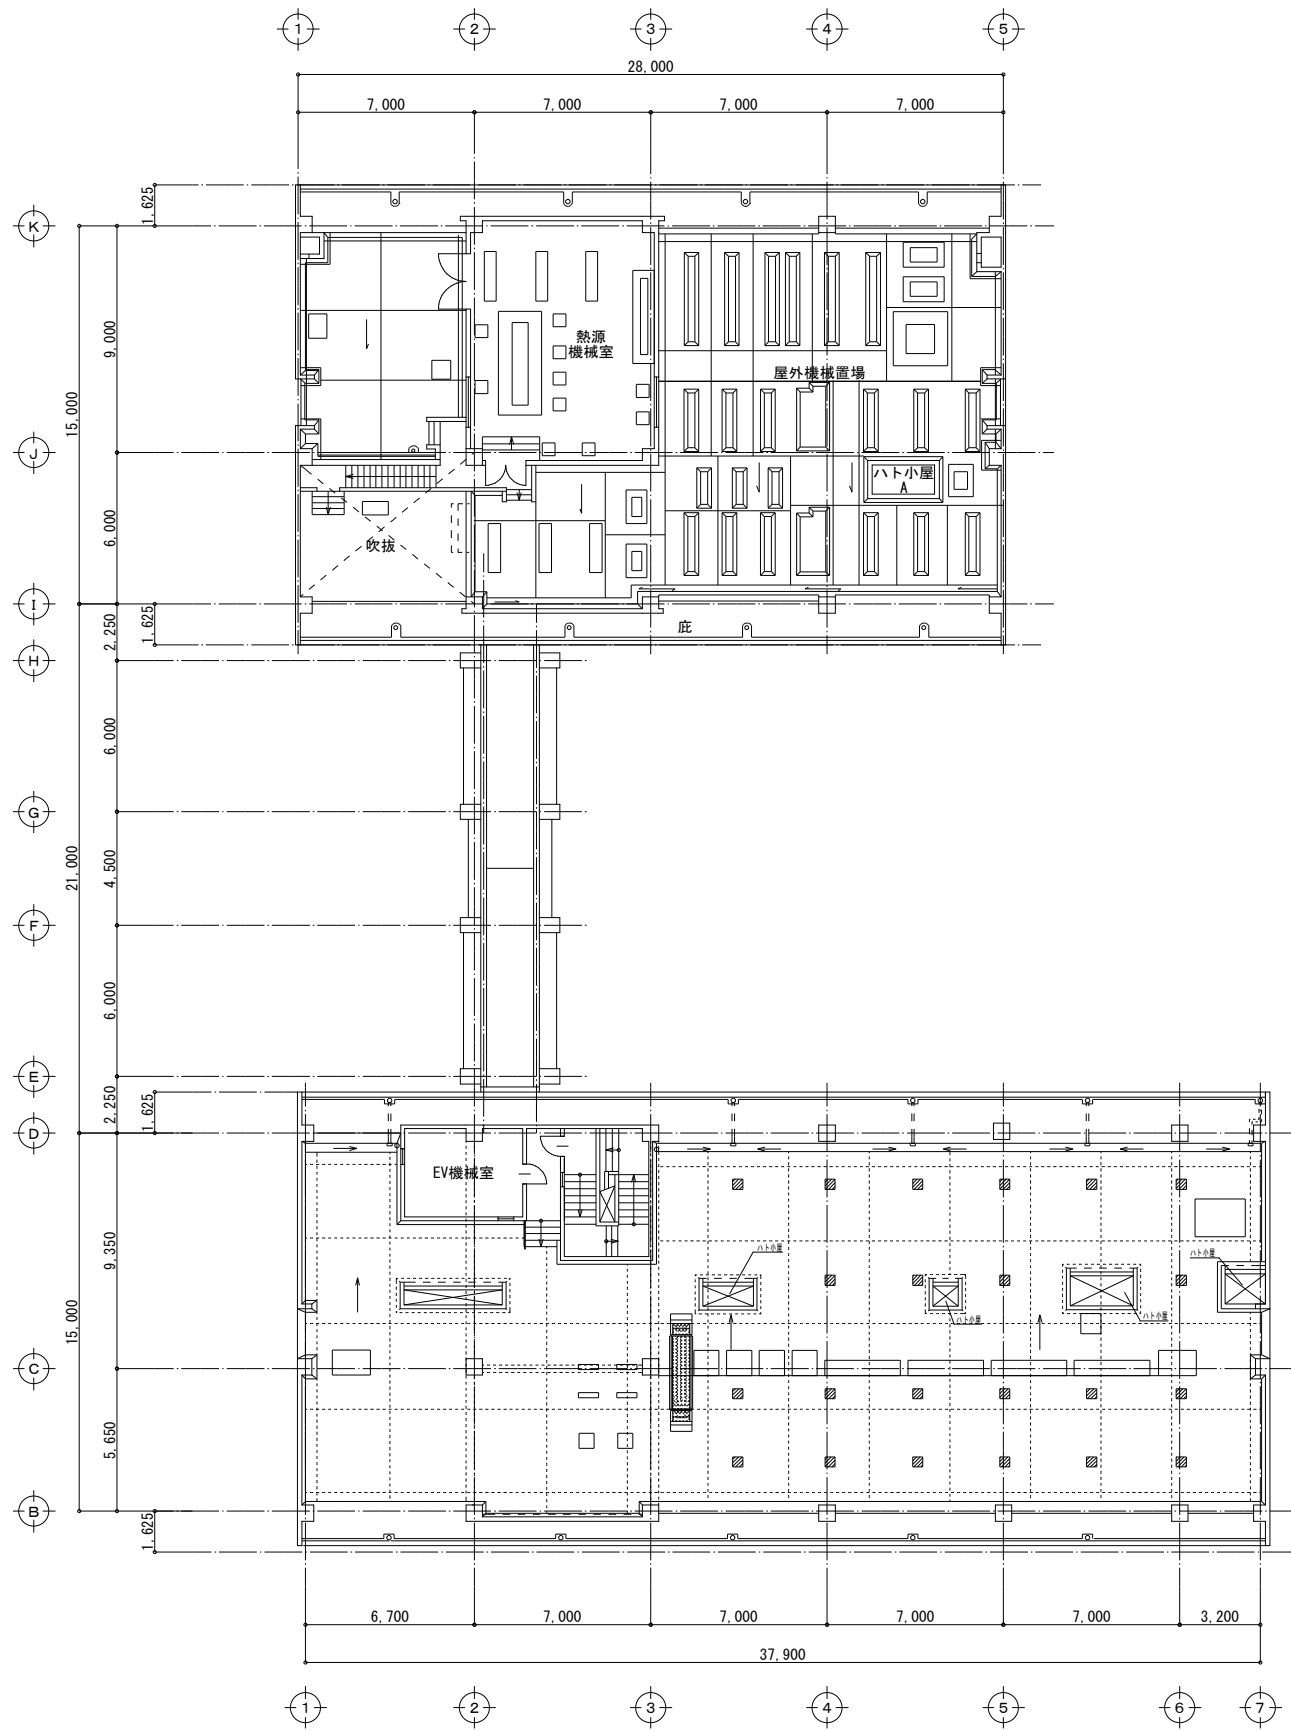 1 2 3 4 5
28,000
7,000 7,000 7,000 7,000
1,625
K
9,000
熱源
機械室
屋外機械置場
15,000
J
ハト小屋
A
6,000
吹抜
I
2,250
1,625
庇
H
6,000
G
21,000
4,500
F
6,000
E
2,250
1,625
D
EV機械室
9,350
ハト小屋
ハト小屋
ハト小屋
ハト小屋
15,000
C
5,650
B
1,625
6,700 7,000 7,000 7,000 7,000 3,200
37,900
1 2 3 4 5 6 7